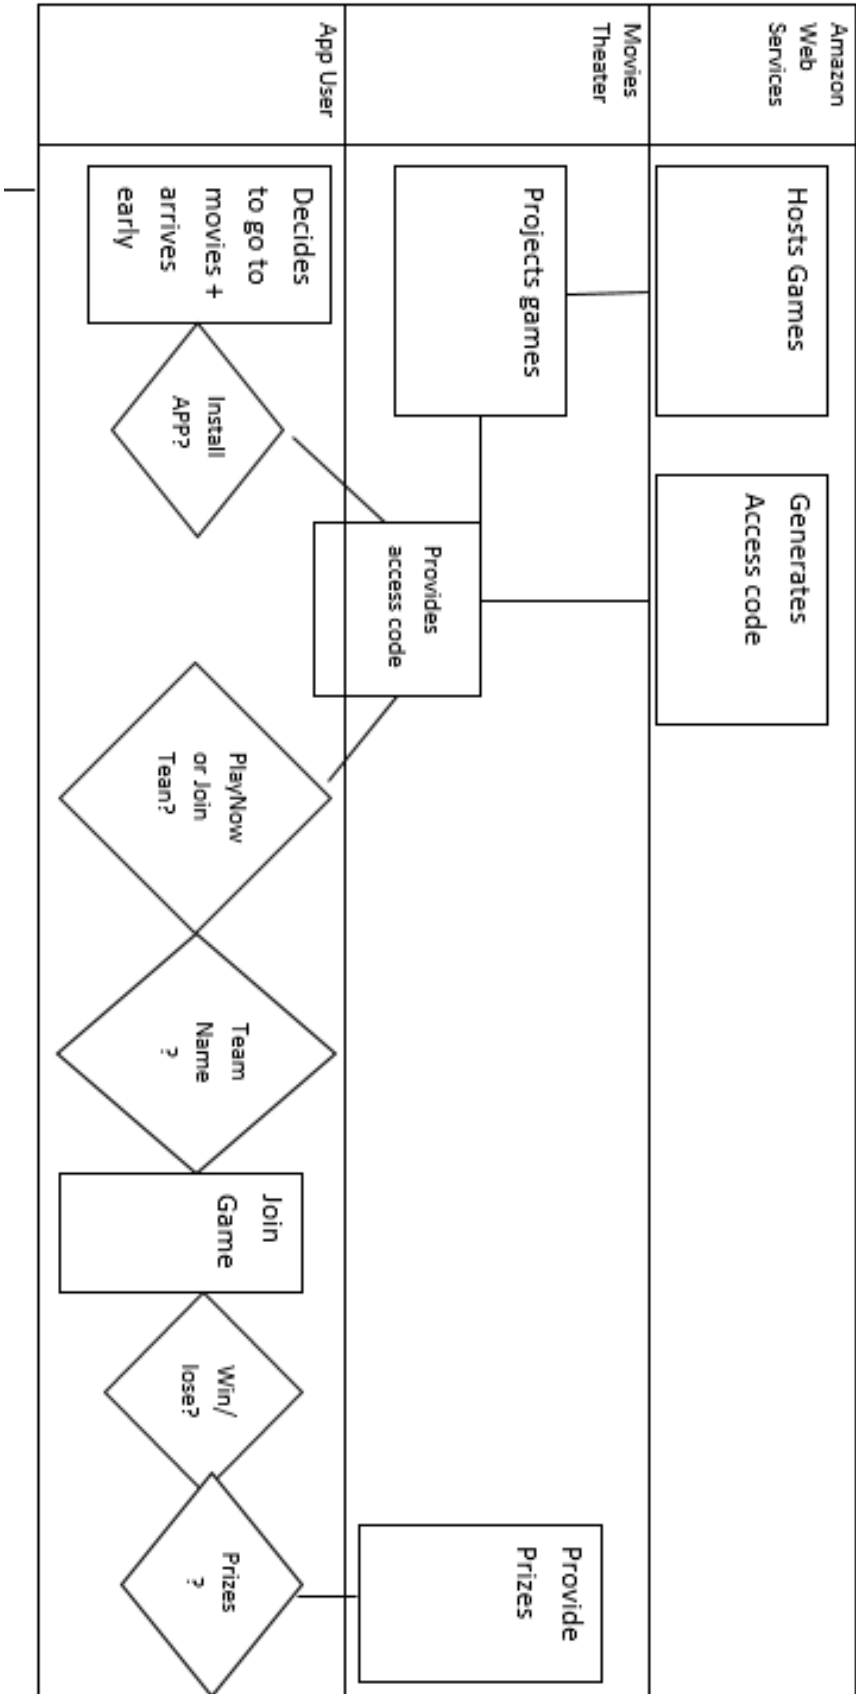 Amazon
Web
Services
Hosts Games
Generates
Access code
Movies
Theater
Projects games
Provides
access code
Provide
Prizes
App User
Decides
to go to
movies +
arrives
early
Install
APP?
PlayNow
or Join
Tean?
Team
Name
?
Join
Game
Win/
lose?
Prizes
?